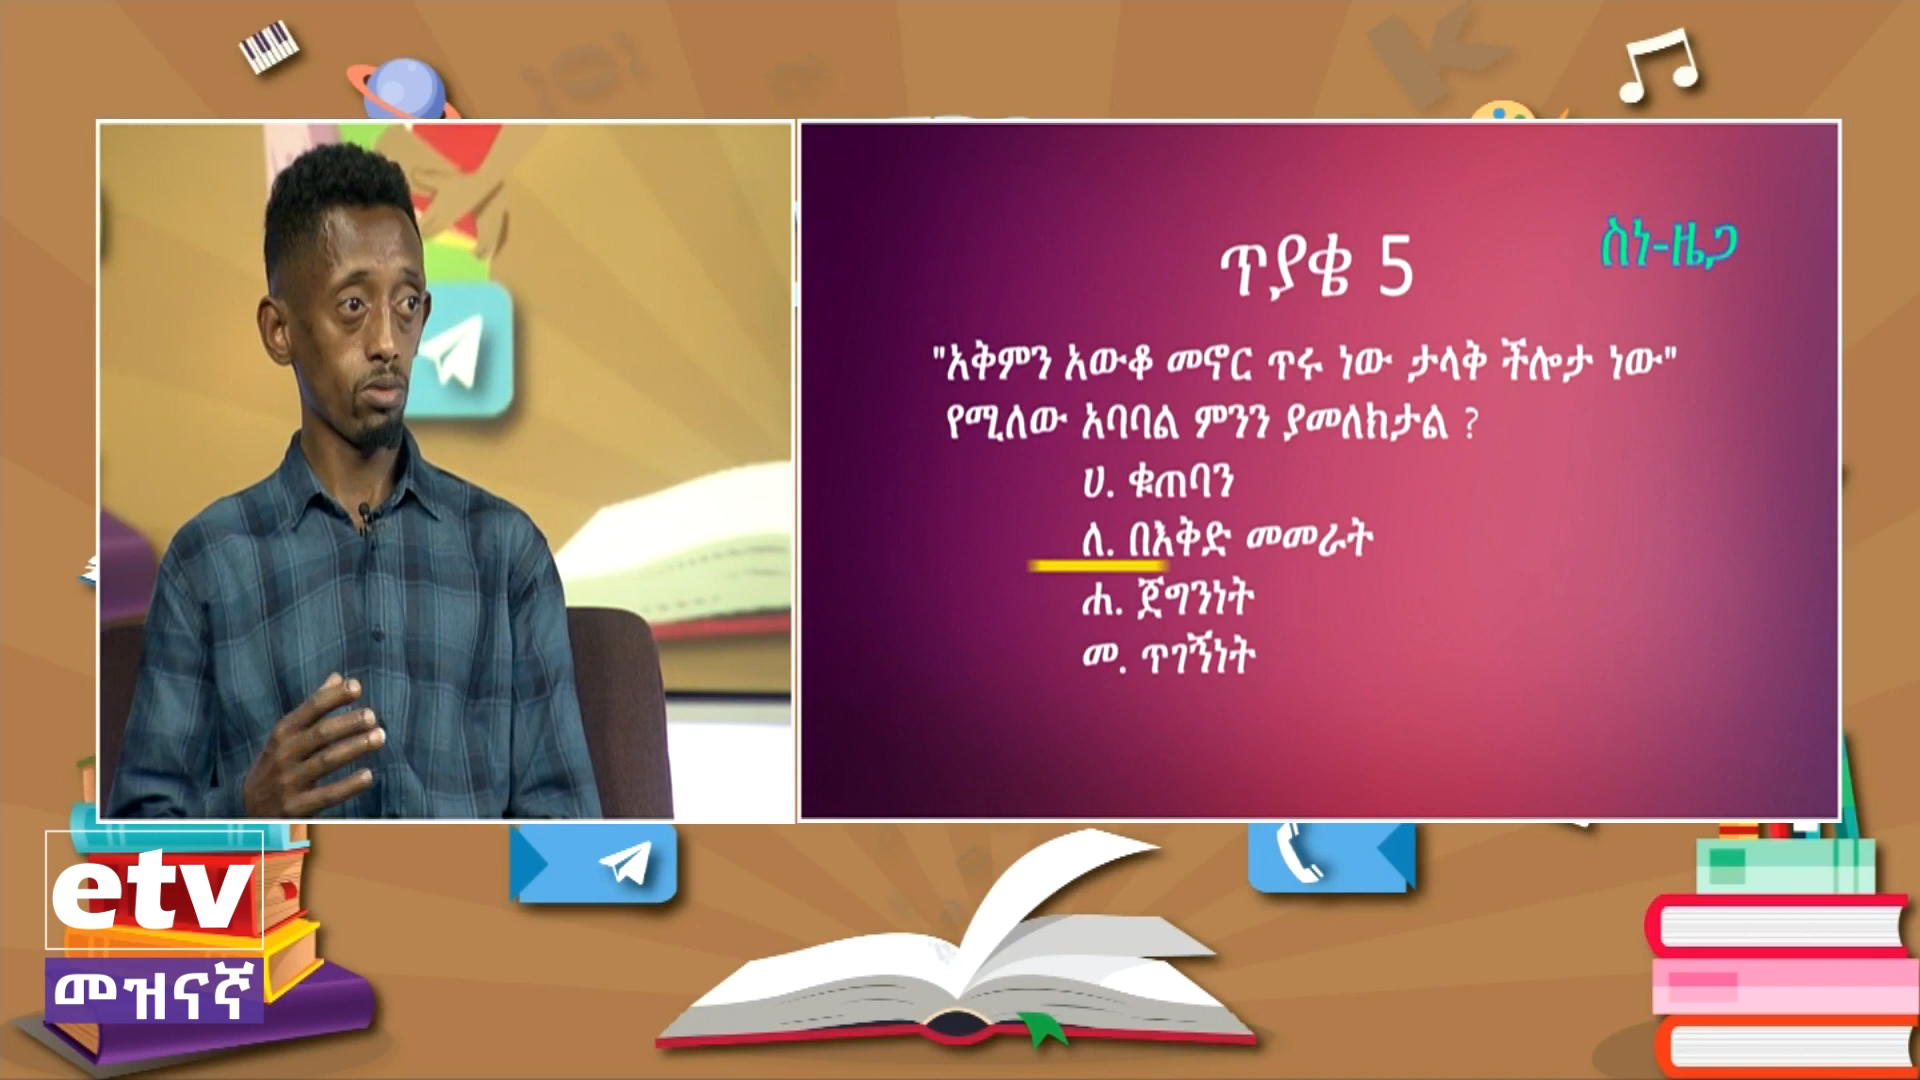 ስነ-ዜጋ
ጥያቄ 5
"አቅምን አውቆ መኖር ጥሩ ነው ታላቅ ችሎታ ነው"
የሚለው አባባል ምንን ያመለክታል ?
ሀ. ቁጠባን
ለ. በእቅድ መመራት
ሐ. ጀግንነት
መ. ጥገኝነት
etv
መዝናኛ